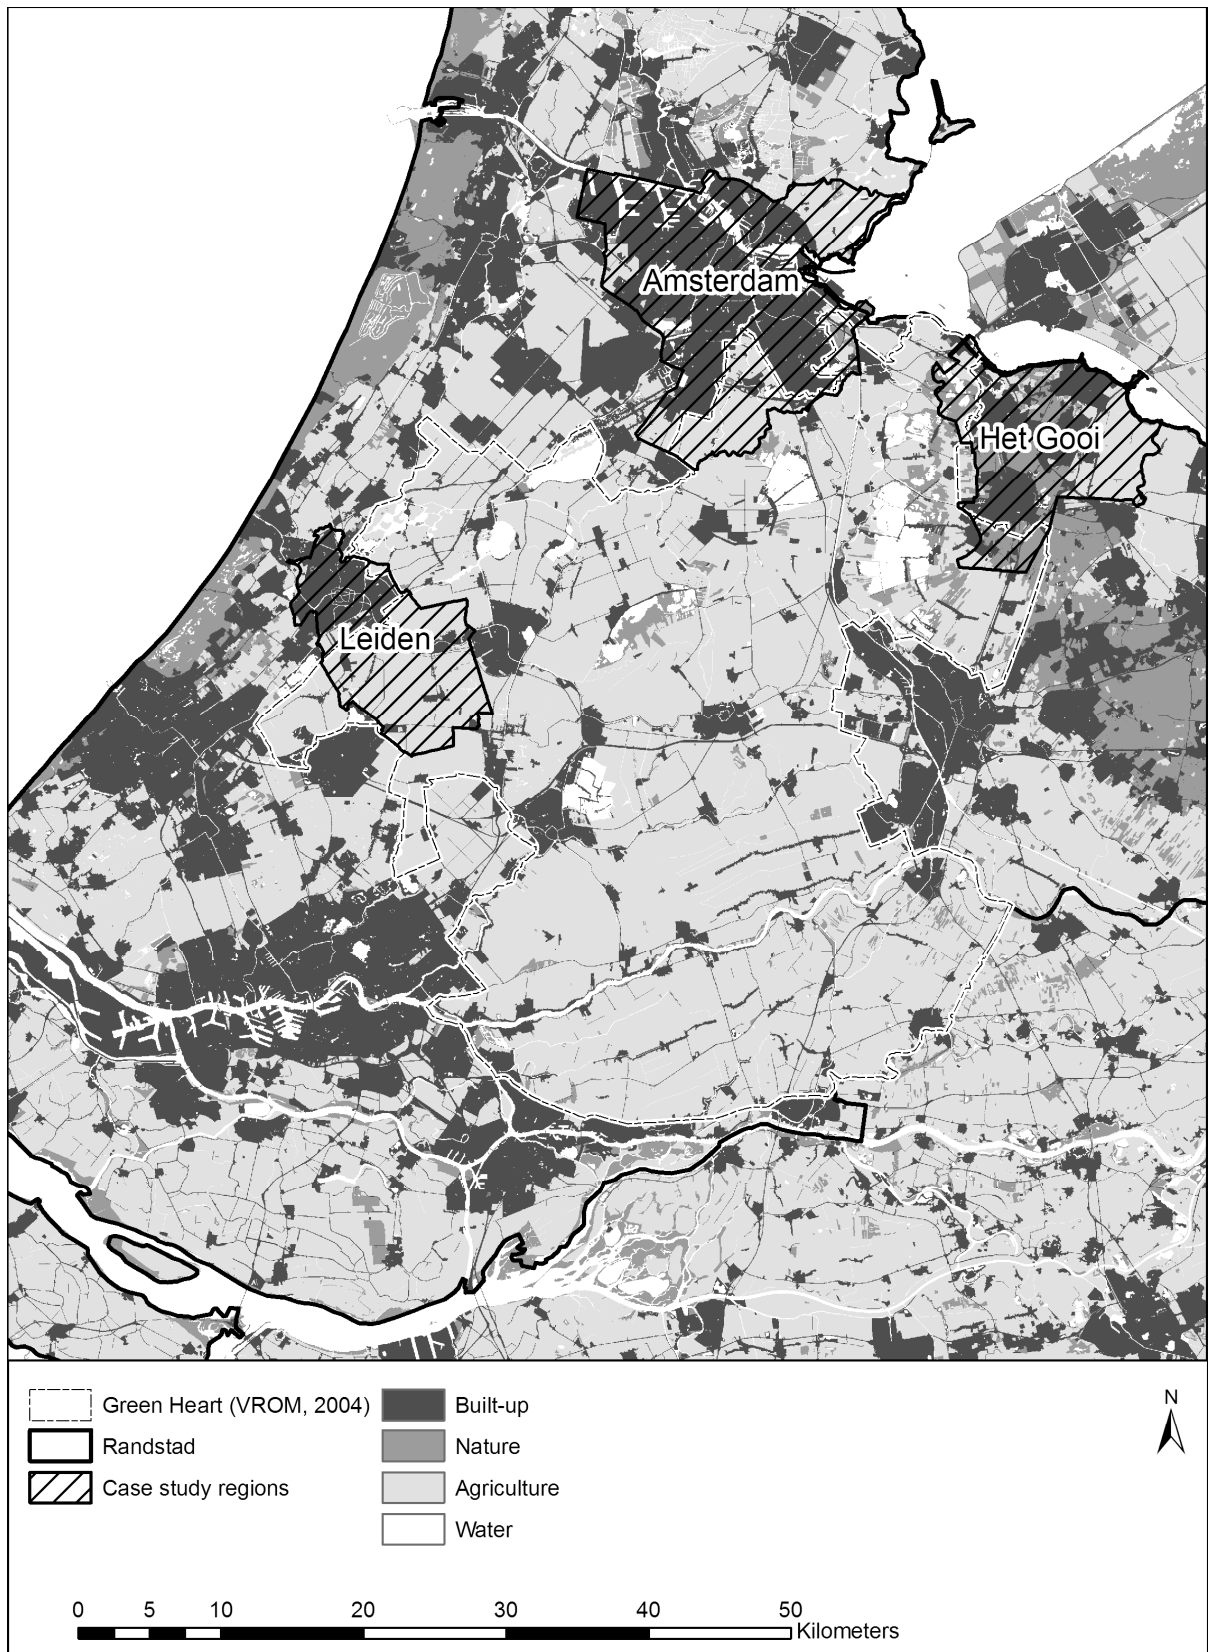 Amsterdam
Het Gooi
Leiden
Green Heart (VROM, 2004)
Randstad
Case study regions
Built-up
Nature
Agriculture
Water
N
0 5 10 20 30 40 50
Kilometers